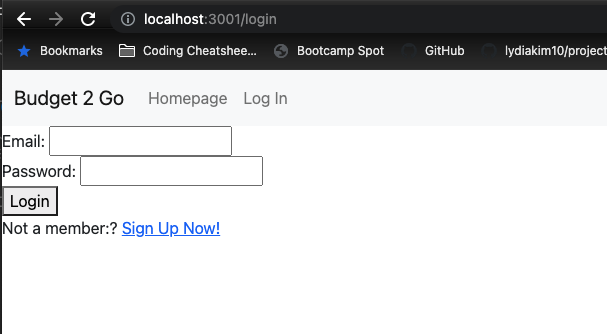 localhost:3001/login
Bookmarks Coding Cheatshee... Bootcamp Spot GitHub lydiakim10/project
Budget 2 Go Homepage Log In
Email:
Password:
Login
Not a member:? Sign Up Now!